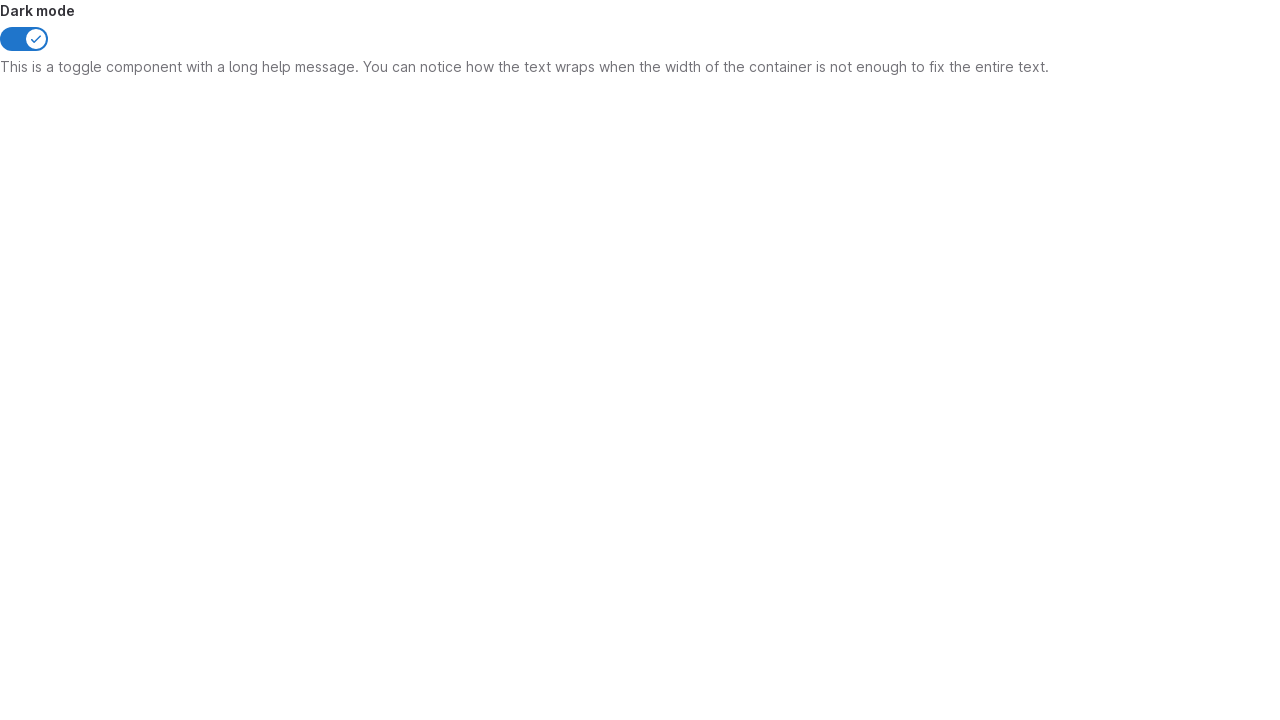 Dark mode
This is a toggle component with a long help message. You can notice how the text wraps when the width of the container is not enough to fix the entire text.